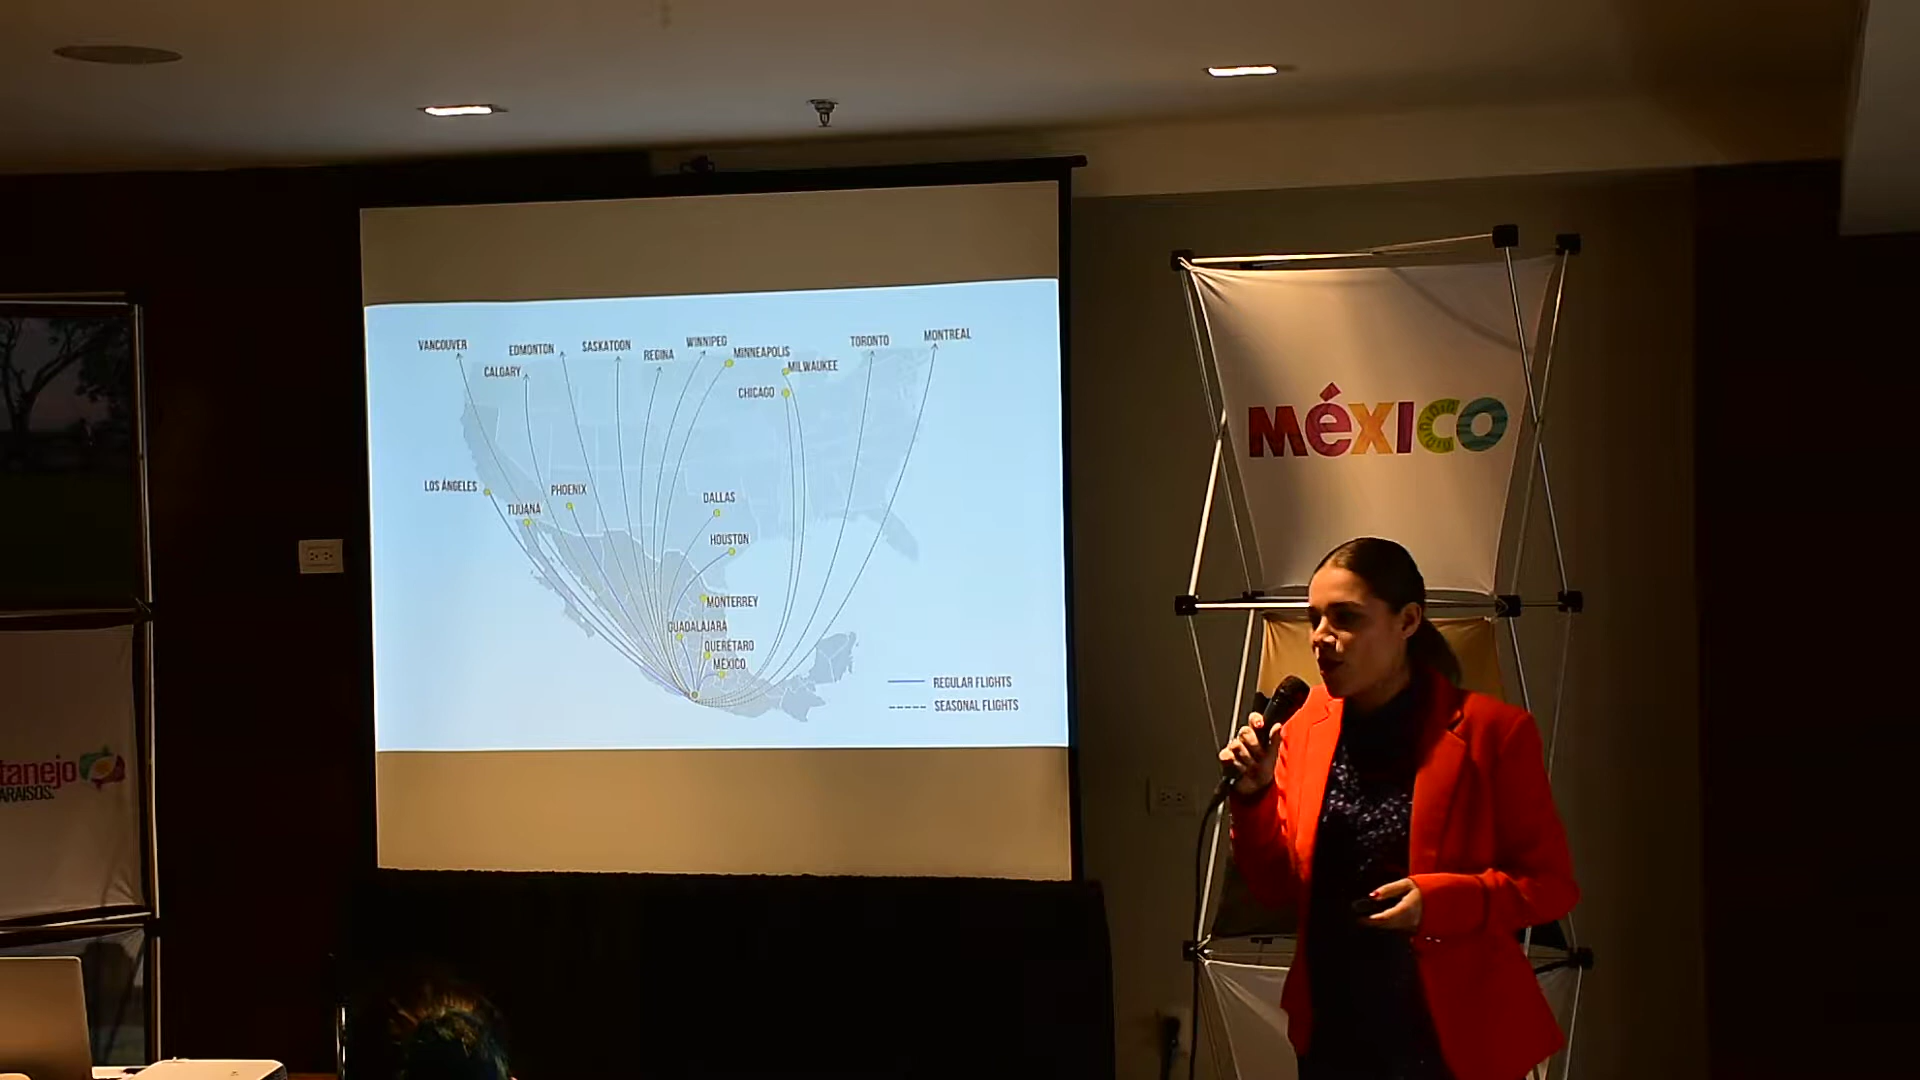 VANCOUVER
EDMONTON
SASKATOON
REGINA
WINNIPEG
MINNEAPOLIS
TORONTO
MONTREAL
CALGARY
MILWAUKEE
CHICAGO
LOS ÁNGELES
PHOENIX
TIJUANA
DALLAS
HOUSTON
MONTERREY
GUADALAJARA
QUERÉTARO
MÉXICO
REGULAR FLIGHTS
SEASONAL FLIGHTS
MéXICO
tanejo
ARAISOS.